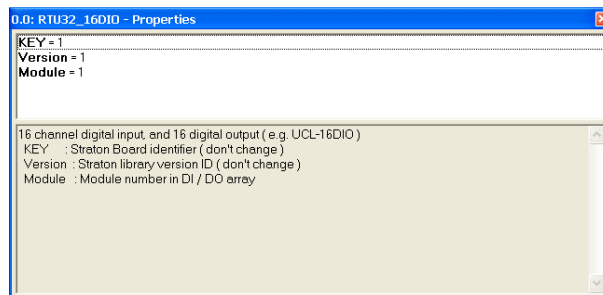 0.0: RTU32_16DIO - Properties
KEY = 1
Version = 1
Module = 1
16 channel digital input, and 16 digital output ( e.g. UCL-16DIO )
KEY : Straton Board identifier ( don't change )
Version : Straton library version ID ( don't change )
Module : Module number in DI / DO array